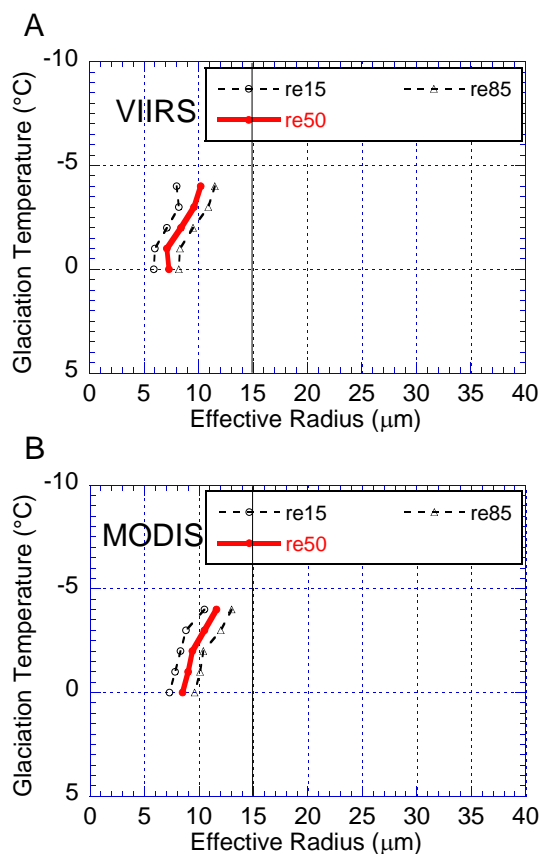 A
-10
-5
0
5
Glaciation Temperature (°C)
VIIRS
re15
re85
re50
0 5 10 15 20 25 30 35 40
Effective Radius (μm)
B
-10
-5
0
5
Glaciation Temperature (°C)
MODIS
re15
re85
re50
0 5 10 15 20 25 30 35 40
Effective Radius (μm)